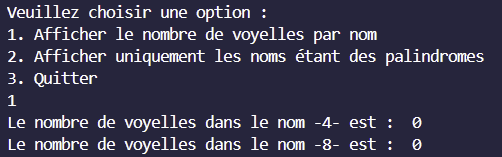 Veuillez choisir une option :
1. Afficher le nombre de voyelles par nom
2. Afficher uniquement les noms étant des palindromes
3. Quitter
1
Le nombre de voyelles dans le nom -4- est :  0
Le nombre de voyelles dans le nom -8- est :  0